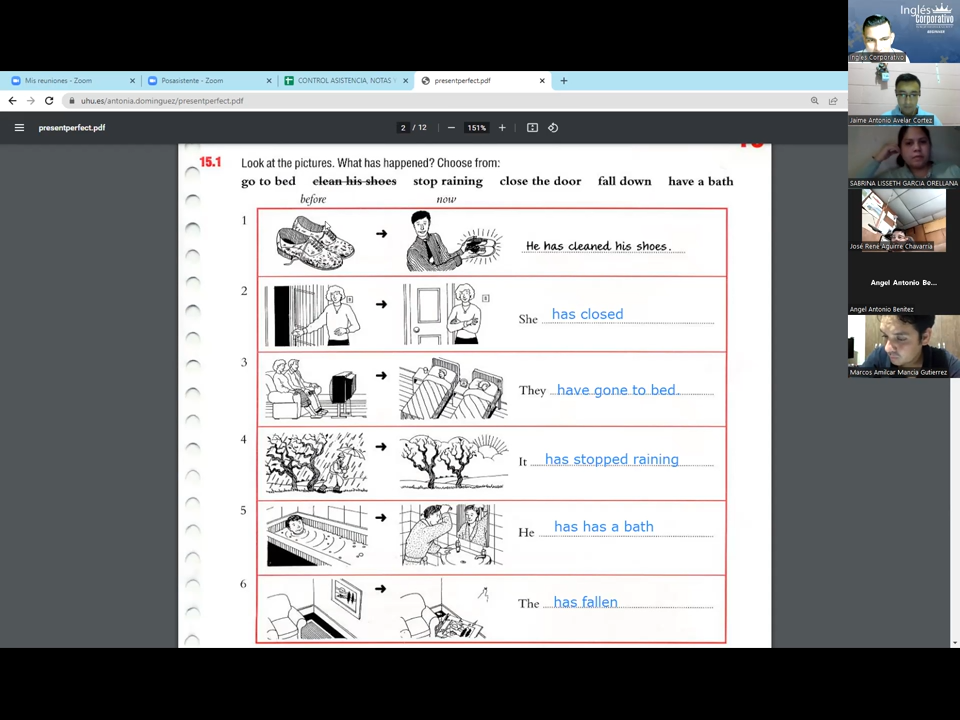 Inglés
Corporativo
BEGINNER
Inglés Corporativo
Mis reuniones - Zoom
Posasistente - Zoom
CONTROL ASISTENCIA, NOTAS
presentperfect.pdf
Jaime Antonio Avelar Cortez
uhu.es/antonia.dominguez/presentperfect.pdf
presentperfect.pdf
2 / 12
151%
15.1 Look at the pictures. What has happened? Choose from:
go to bed clean his shoes stop raining close the door fall down have a bath
SABRINA LISSETH GARCIA ORELLANA
before now
1 He has cleaned his shoes.
José Rene Aguirre Chavarria
Angel Antonio Be...
Angel Antonio Benitez
2 She has closed
Marcos Amilcar Mancia Gutierrez
3 They have gone to bed.
4 It has stopped raining
5 He has has a bath
6 The has fallen